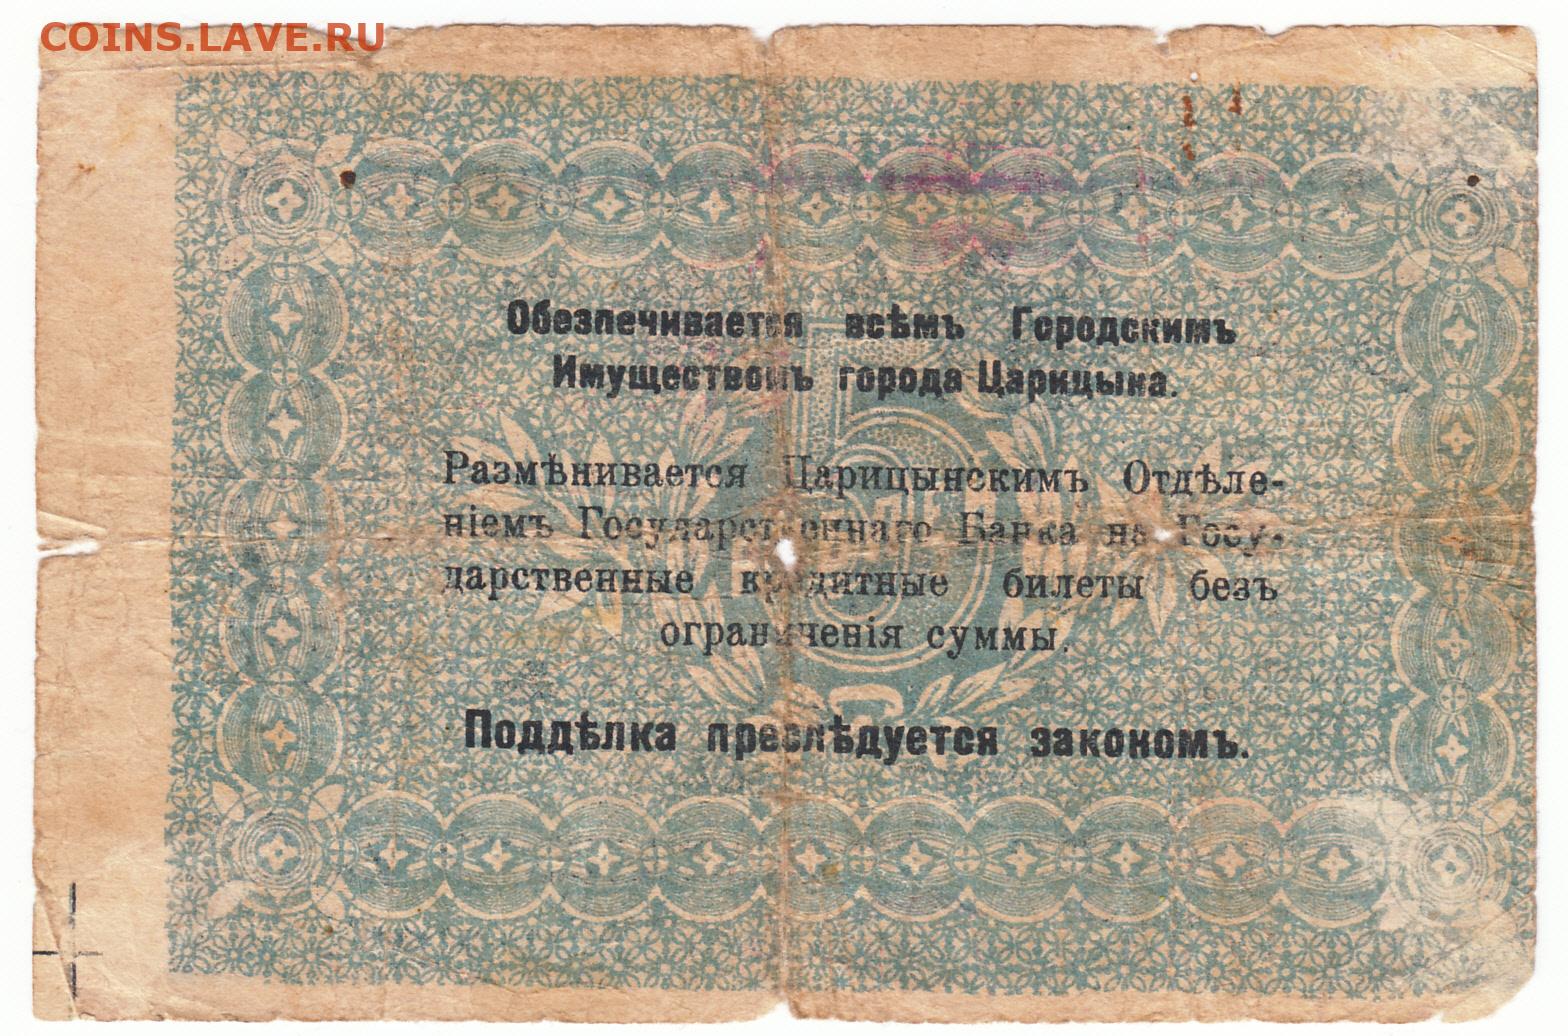 COINS.LAVE.RU
Обезпечивается всѣмъ Городскимъ
Имуществомъ города Царицына.
5
Размѣнивается Царицынскимъ Отдѣле-
ніемъ Государственнаго Банка на Госу-
дарственные кредитные билеты безъ
ограниченія суммы.
Поддѣлка преслѣдуется закономъ.